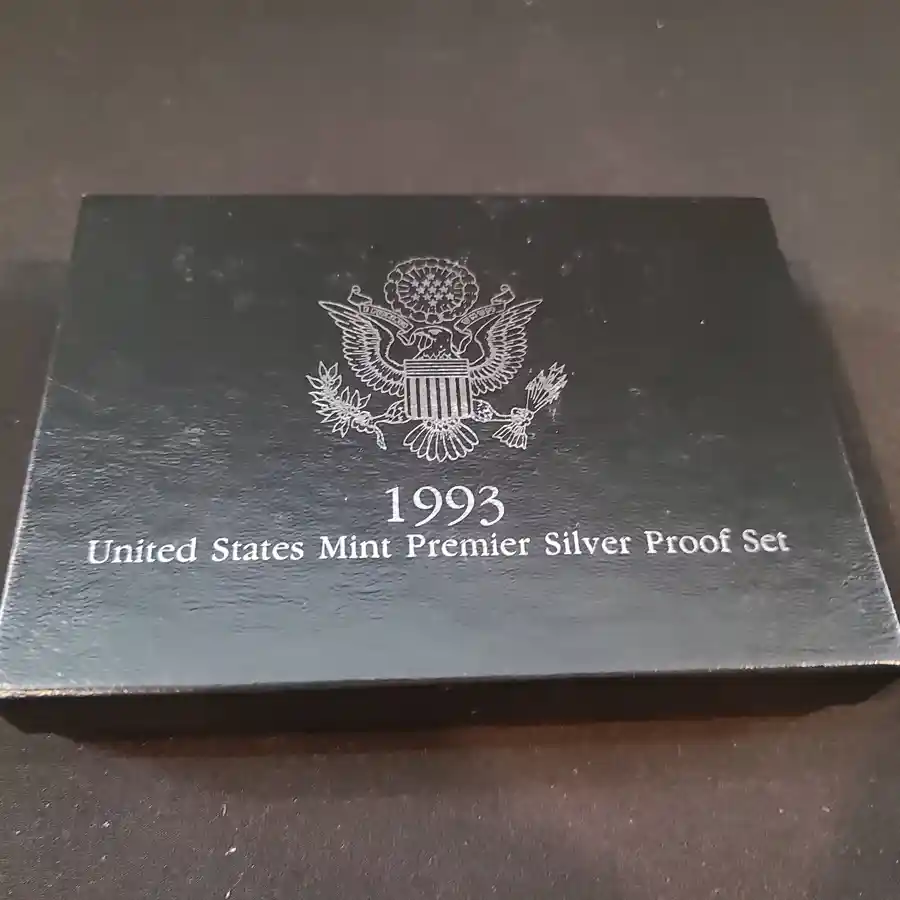 1993
United States Mint Premier Silver Proof Set